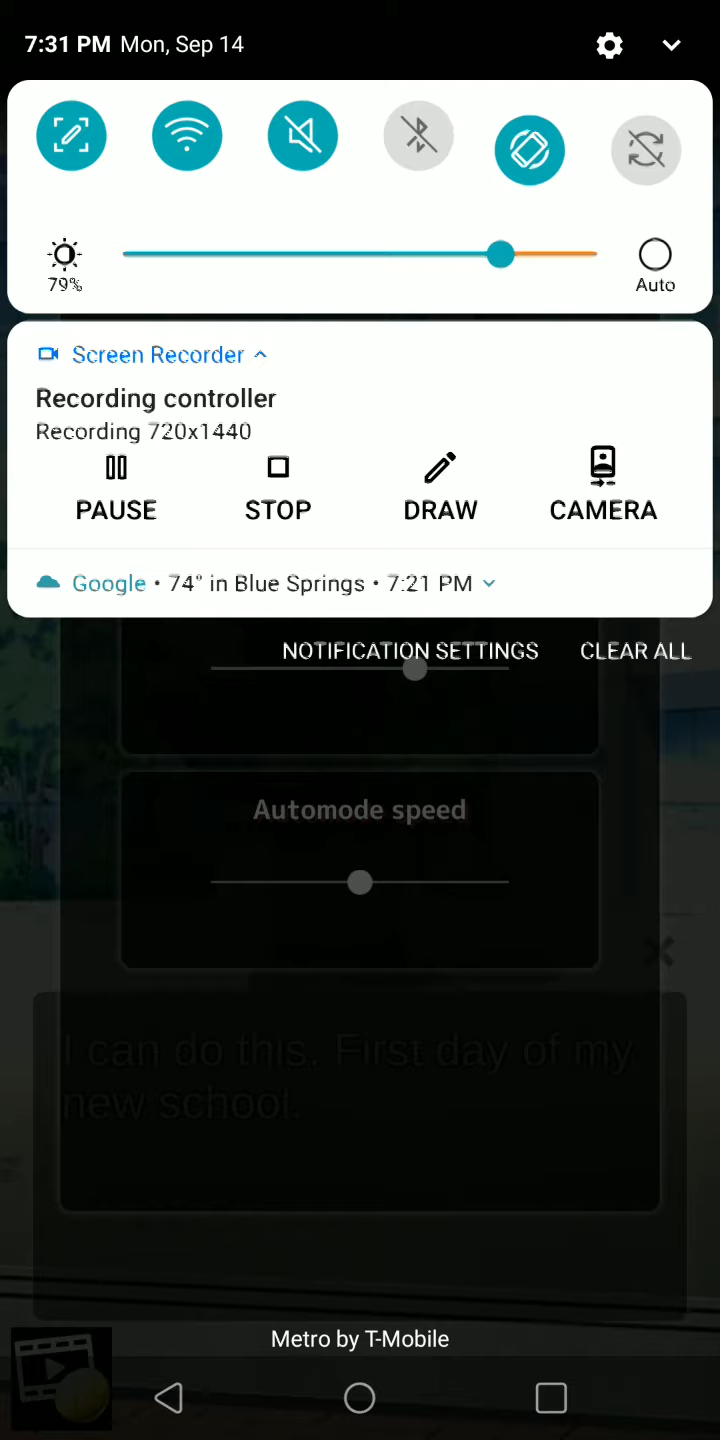 7:31 PM Mon, Sep 14
79%
Auto
Screen Recorder
Recording controller
Recording 720x1440
PAUSE STOP DRAW CAMERA
Google • 74° in Blue Springs • 7:21 PM
NOTIFICATION SETTINGS CLEAR ALL
Automode speed
I can do this. First day of my
new school.
Metro by T-Mobile